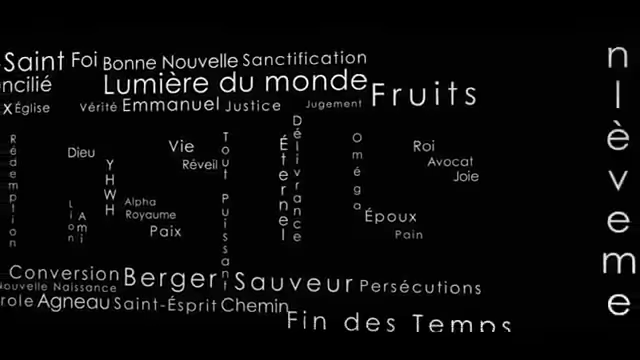 Saint Foi Bonne Nouvelle Sanctification
ncilié Lumière du monde Fruits
x Église Vérité Emmanuel Justice Jugement
Rédemption
Dieu
YHWH
Lion
Ami
Alpha
Royaume
Paix
Vie
Réveil
Tout Puissant
Éternel
Délivrance
Oméga
Époux
Pain
Roi
Avocat
Joie
Conversion Berger Sauveur Persécutions
Nouvelle Naissance
role Agneau Saint-Ésprit Chemin
Fin des Temps
nlèveme